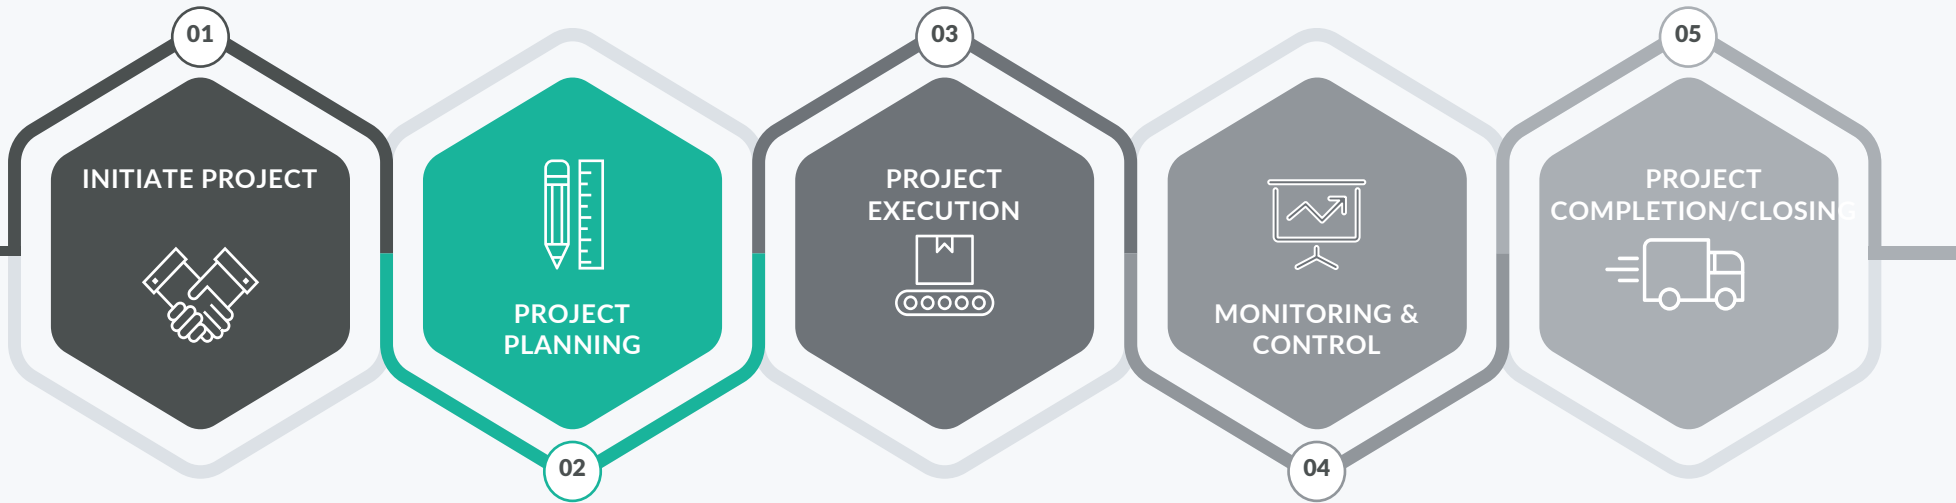 01
INITIATE PROJECT
02
PROJECT
PLANNING
03
PROJECT
EXECUTION
04
MONITORING &
CONTROL
05
PROJECT
COMPLETION/CLOSING